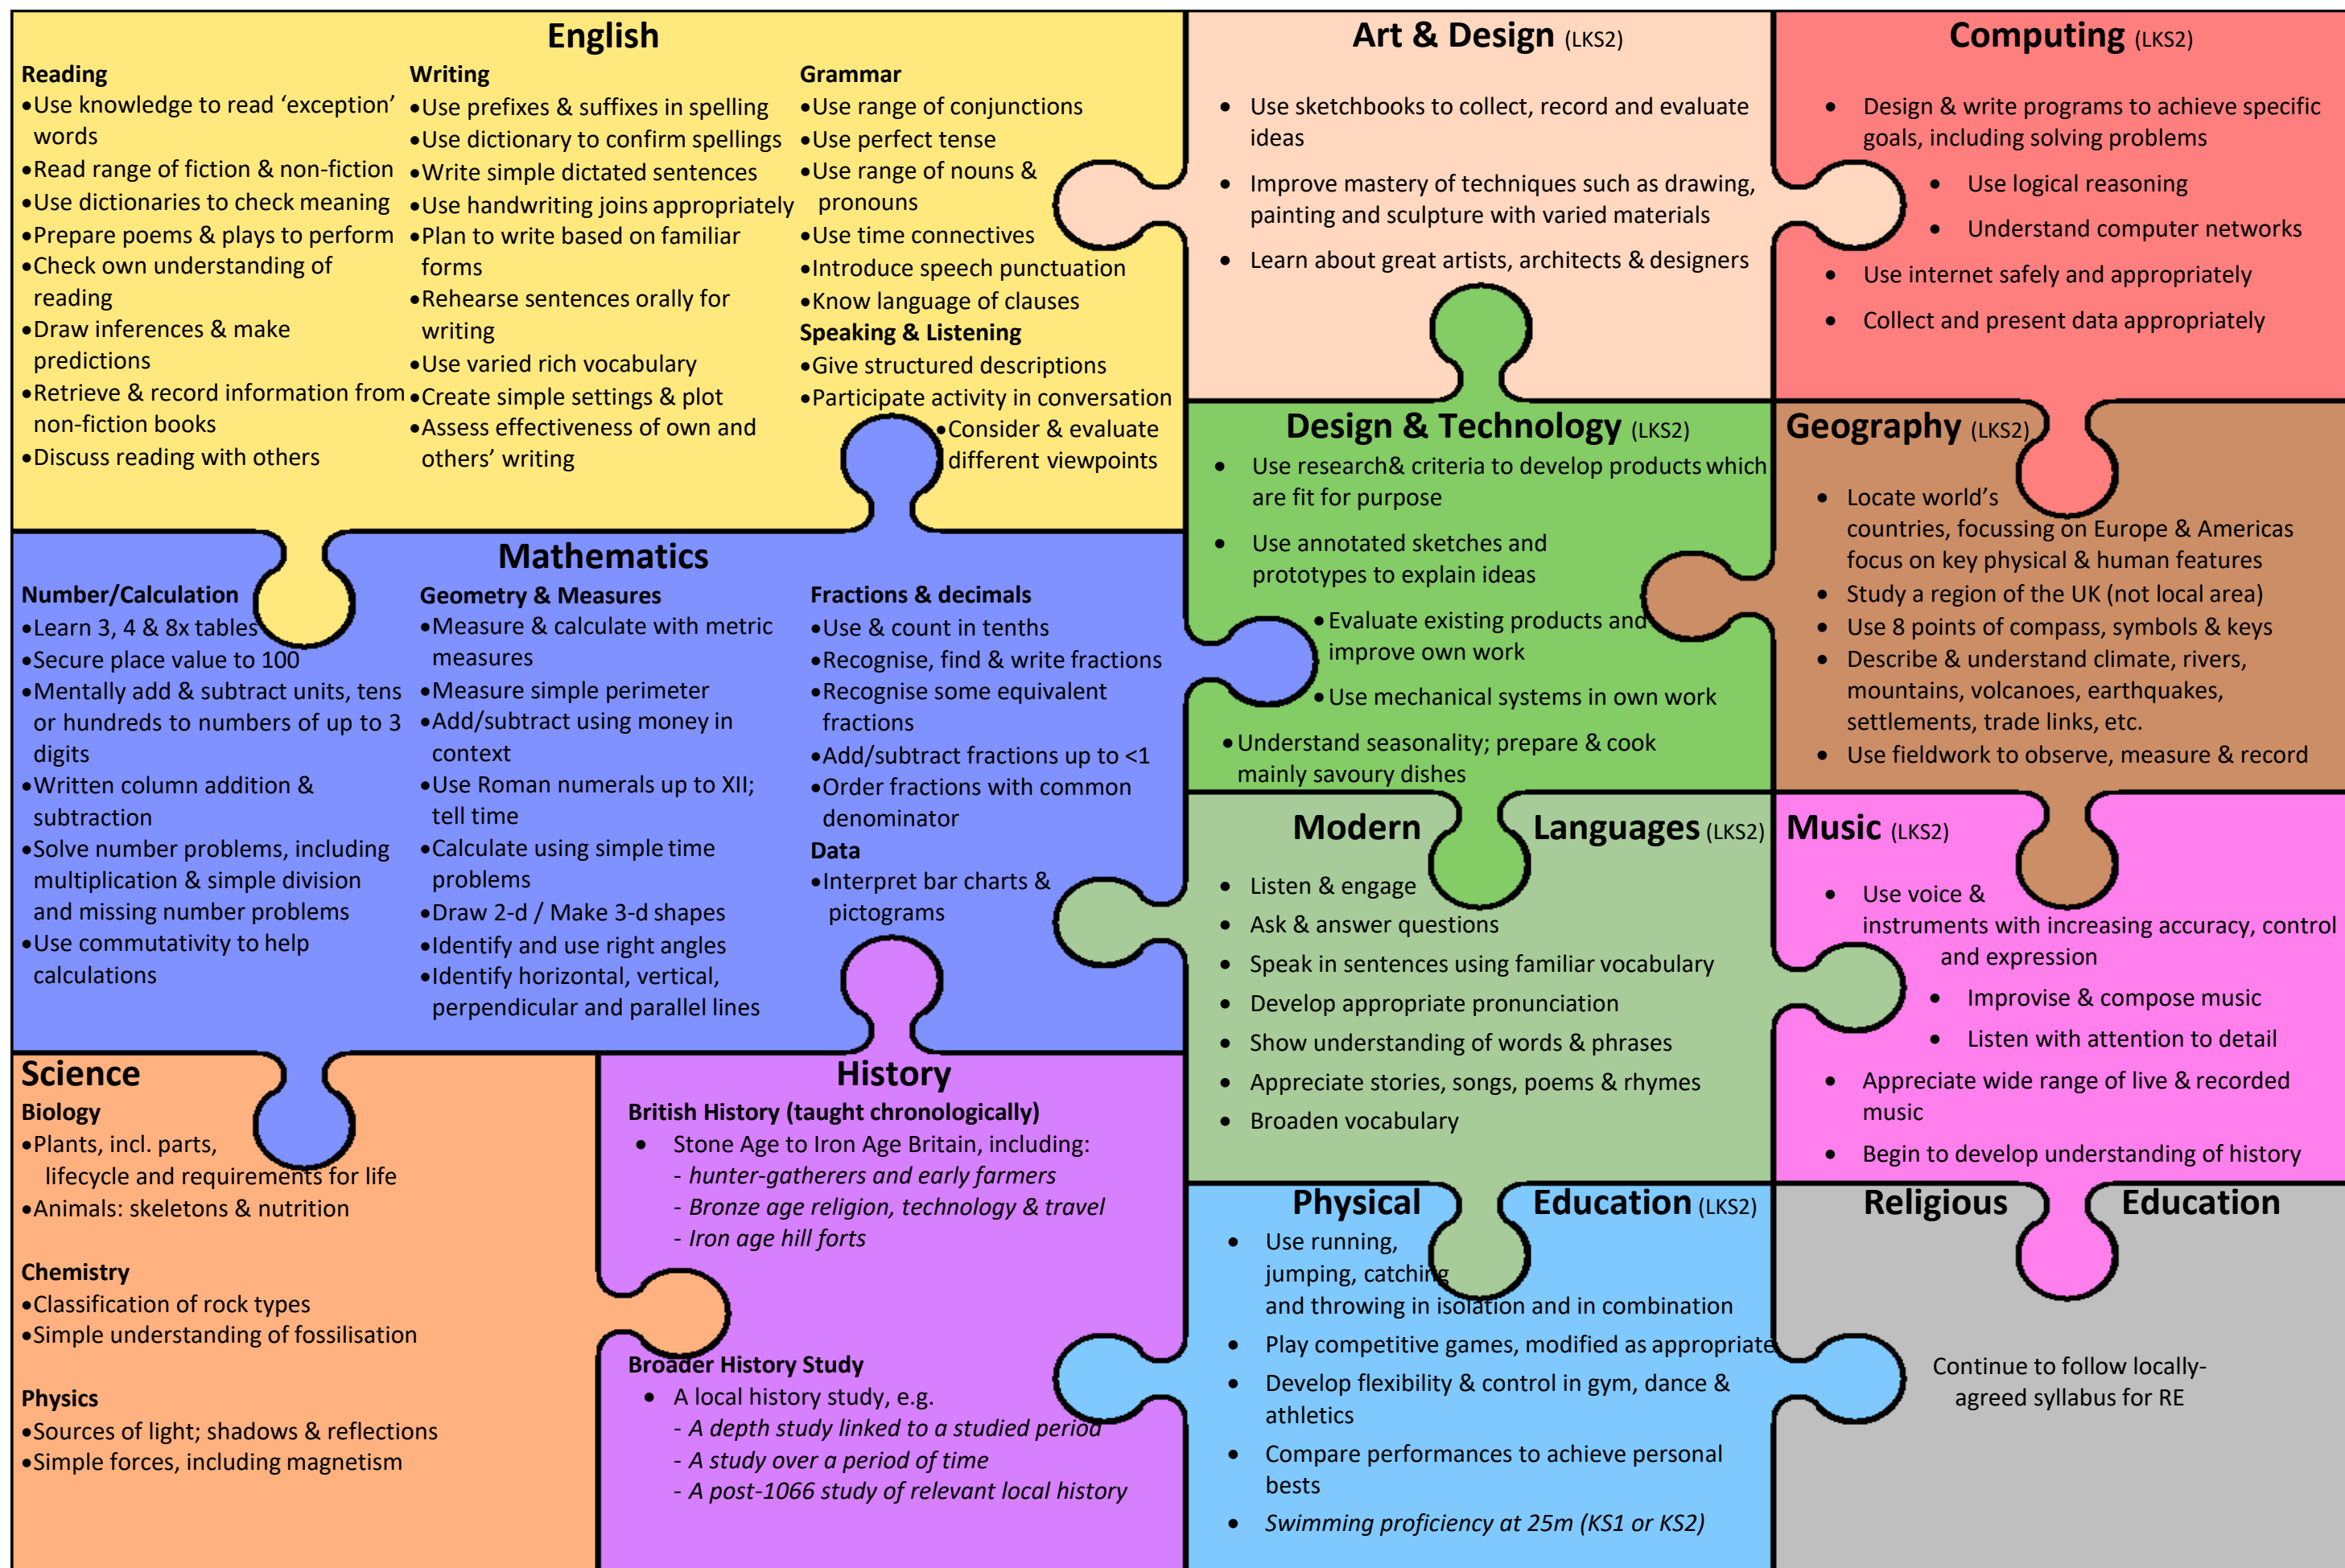 English
Reading
•Use knowledge to read ‘exception’
words
•Read range of fiction & non-fiction
•Use dictionaries to check meaning
•Prepare poems & plays to perform
•Check own understanding of
reading
•Draw inferences & make
predictions
•Retrieve & record information from
non-fiction books
•Discuss reading with others
Writing
•Use prefixes & suffixes in spelling
•Use dictionary to confirm spellings
•Write simple dictated sentences
•Use handwriting joins appropriately
•Plan to write based on familiar
forms
•Rehearse sentences orally for
writing
•Use varied rich vocabulary
•Create simple settings & plot
•Assess effectiveness of own and
others’ writing
Grammar
•Use range of conjunctions
•Use perfect tense
•Use range of nouns &
pronouns
•Use time connectives
•Introduce speech punctuation
•Know language of clauses
Speaking & Listening
•Give structured descriptions
•Participate activity in conversation
•Consider & evaluate
different viewpoints
Art & Design (LKS2)
• Use sketchbooks to collect, record and evaluate
ideas
• Improve mastery of techniques such as drawing,
painting and sculpture with varied materials
• Learn about great artists, architects & designers
Computing (LKS2)
• Design & write programs to achieve specific
goals, including solving problems
• Use logical reasoning
• Understand computer networks
• Use internet safely and appropriately
• Collect and present data appropriately
Mathematics
Number/Calculation
•Learn 3, 4 & 8x tables
•Secure place value to 100
•Mentally add & subtract units, tens
or hundreds to numbers of up to 3
digits
•Written column addition &
subtraction
•Solve number problems, including
multiplication & simple division
and missing number problems
•Use commutativity to help
calculations
Geometry & Measures
•Measure & calculate with metric
measures
•Measure simple perimeter
•Add/subtract using money in
context
•Use Roman numerals up to XII;
tell time
•Calculate using simple time
problems
•Draw 2-d / Make 3-d shapes
•Identify and use right angles
•Identify horizontal, vertical,
perpendicular and parallel lines
Fractions & decimals
•Use & count in tenths
•Recognise, find & write fractions
•Recognise some equivalent
fractions
•Add/subtract fractions up to <1
•Order fractions with common
denominator
Data
•Interpret bar charts &
pictograms
Design & Technology (LKS2)
• Use research& criteria to develop products which
are fit for purpose
• Use annotated sketches and
prototypes to explain ideas
•Evaluate existing products and
improve own work
•Use mechanical systems in own work
•Understand seasonality; prepare & cook
mainly savoury dishes
Geography (LKS2)
• Locate world’s
countries, focussing on Europe & Americas
focus on key physical & human features
• Study a region of the UK (not local area)
• Use 8 points of compass, symbols & keys
• Describe & understand climate, rivers,
mountains, volcanoes, earthquakes,
settlements, trade links, etc.
• Use fieldwork to observe, measure & record
Modern Languages (LKS2)
• Listen & engage
• Ask & answer questions
• Speak in sentences using familiar vocabulary
• Develop appropriate pronunciation
• Show understanding of words & phrases
• Appreciate stories, songs, poems & rhymes
• Broaden vocabulary
Music (LKS2)
• Use voice &
instruments with increasing accuracy, control
and expression
• Improvise & compose music
• Listen with attention to detail
• Appreciate wide range of live & recorded
music
• Begin to develop understanding of history
Science
Biology
•Plants, incl. parts,
lifecycle and requirements for life
•Animals: skeletons & nutrition
Chemistry
•Classification of rock types
•Simple understanding of fossilisation
Physics
•Sources of light; shadows & reflections
•Simple forces, including magnetism
History
British History (taught chronologically)
• Stone Age to Iron Age Britain, including:
- hunter-gatherers and early farmers
- Bronze age religion, technology & travel
- Iron age hill forts
Broader History Study
• A local history study, e.g.
- A depth study linked to a studied period
- A study over a period of time
- A post-1066 study of relevant local history
Physical Education (LKS2)
• Use running,
jumping, catching
and throwing in isolation and in combination
• Play competitive games, modified as appropriate
• Develop flexibility & control in gym, dance &
athletics
• Compare performances to achieve personal
bests
• Swimming proficiency at 25m (KS1 or KS2)
Religious Education
Continue to follow locally-
agreed syllabus for RE